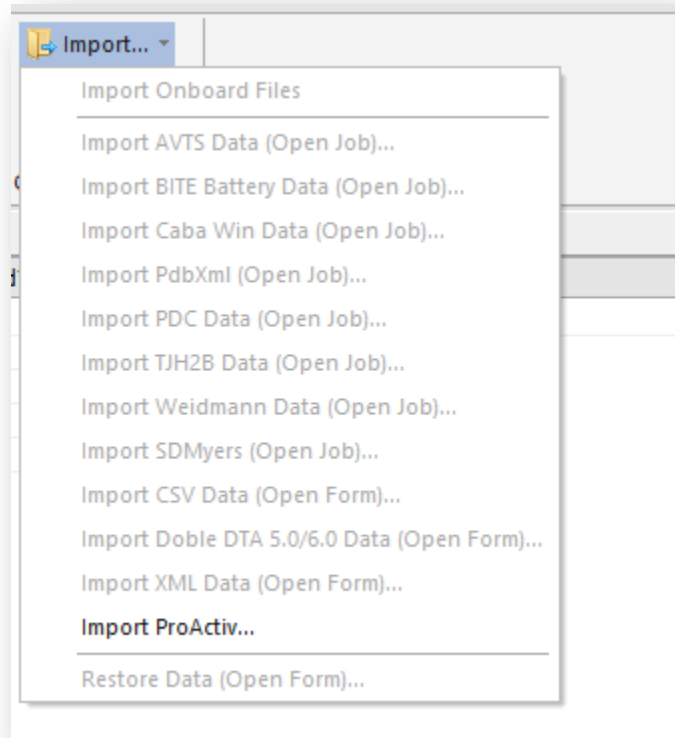 Import...
Import Onboard Files
Import AVTS Data (Open Job)...
Import BITE Battery Data (Open Job)...
Import Caba Win Data (Open Job)...
Import PdbXml (Open Job)...
Import PDC Data (Open Job)...
Import TJH2B Data (Open Job)...
Import Weidmann Data (Open Job)...
Import SDMyers (Open Job)...
Import CSV Data (Open Form)...
Import Doble DTA 5.0/6.0 Data (Open Form)...
Import XML Data (Open Form)...
Import ProActiv...
Restore Data (Open Form)...